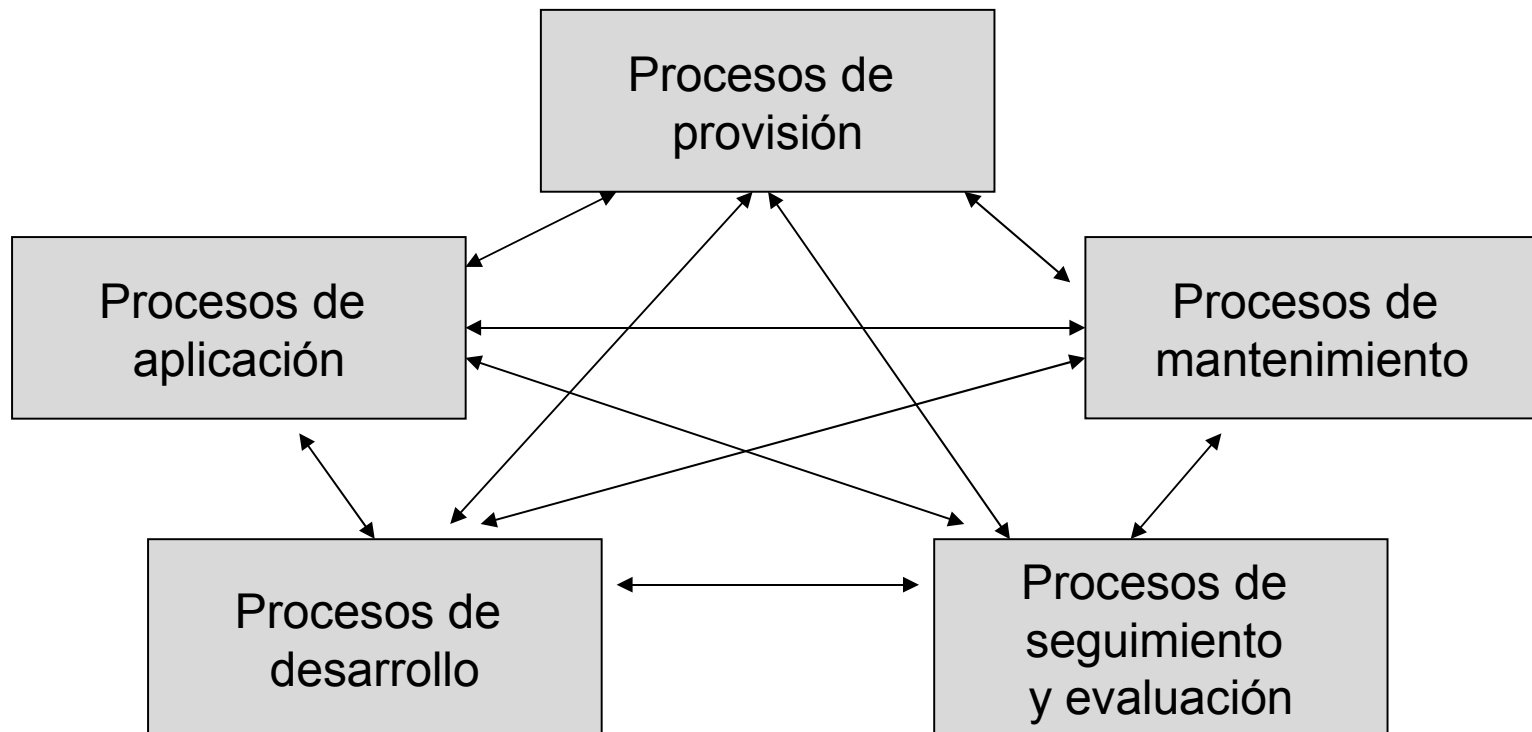 Procesos de
provisión
Procesos de
aplicación
Procesos de
mantenimiento
Procesos de
desarrollo
Procesos de
seguimiento
y evaluación